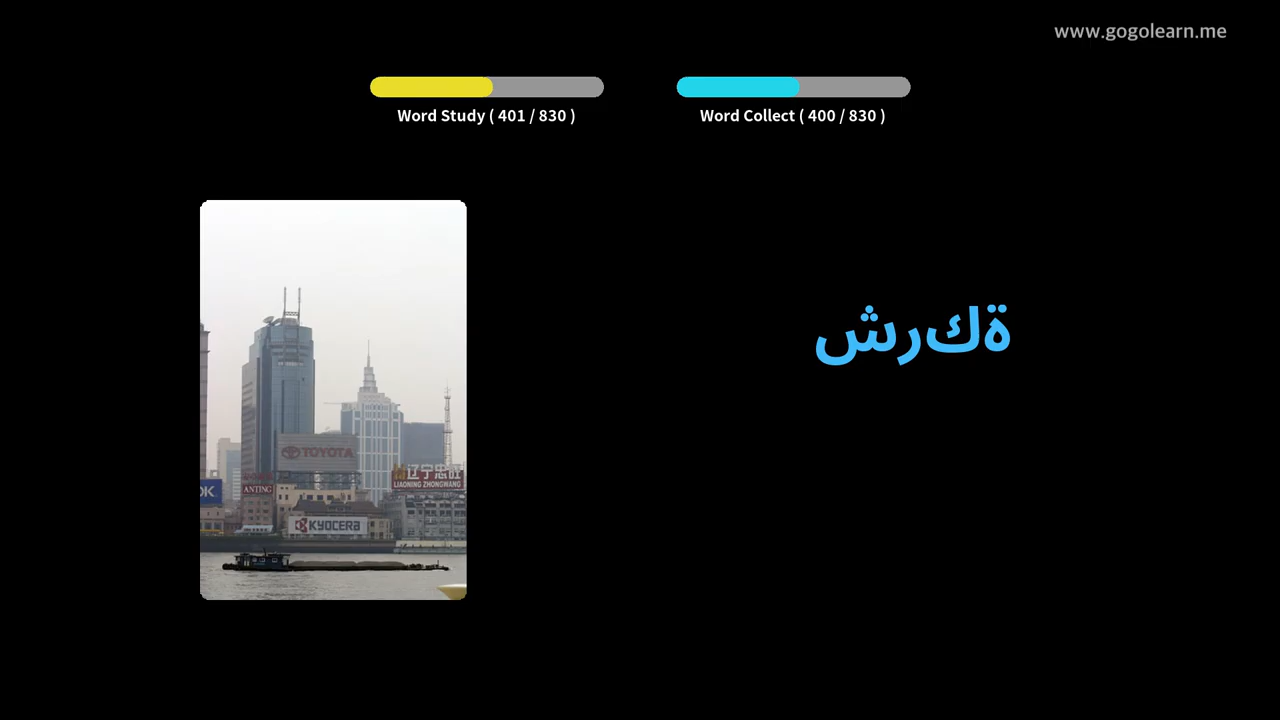 www.gogolearn.me
Word Study ( 401 / 830 )
Word Collect ( 400 / 830 )
شركة
TOYOTA
辽宁忠旺
LIAONING ZHONGWANG
ANTING
KYOCERA